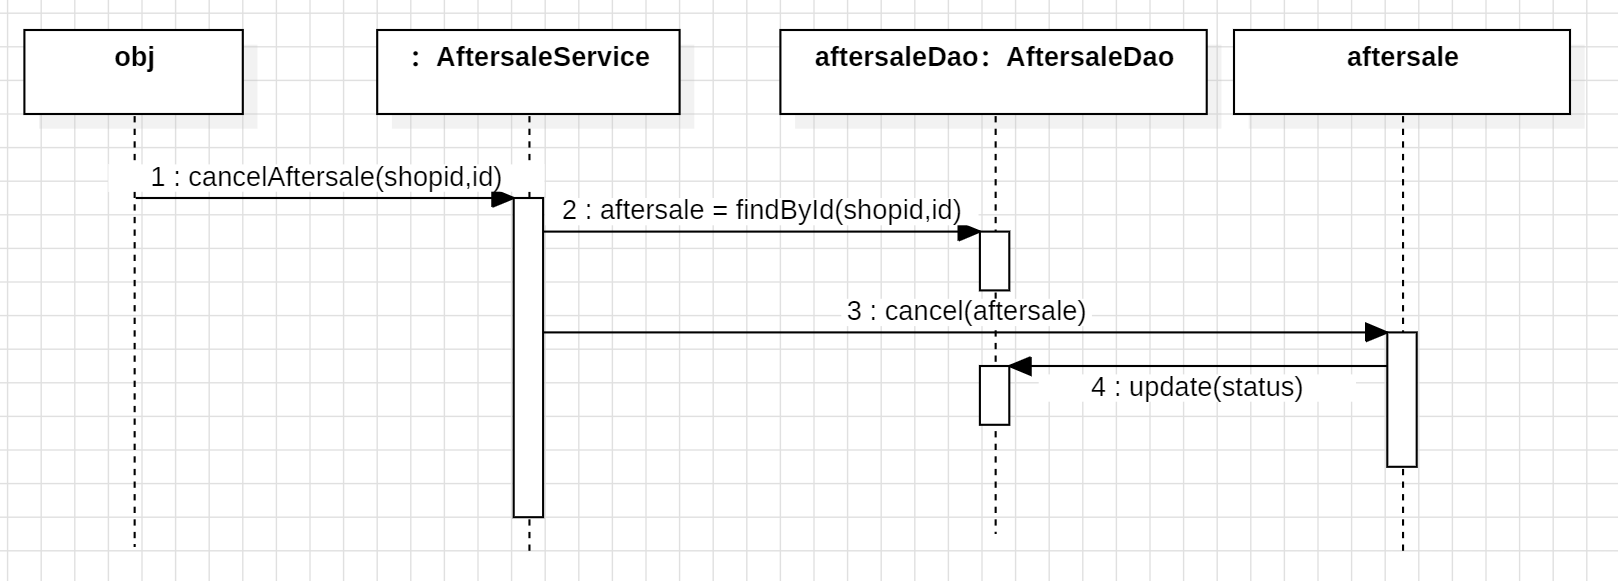 obj
: AftersaleService
aftersaleDao: AftersaleDao
aftersale
1 : cancelAftersale(shopid,id)
2 : aftersale = findById(shopid,id)
3 : cancel(aftersale)
4 : update(status)